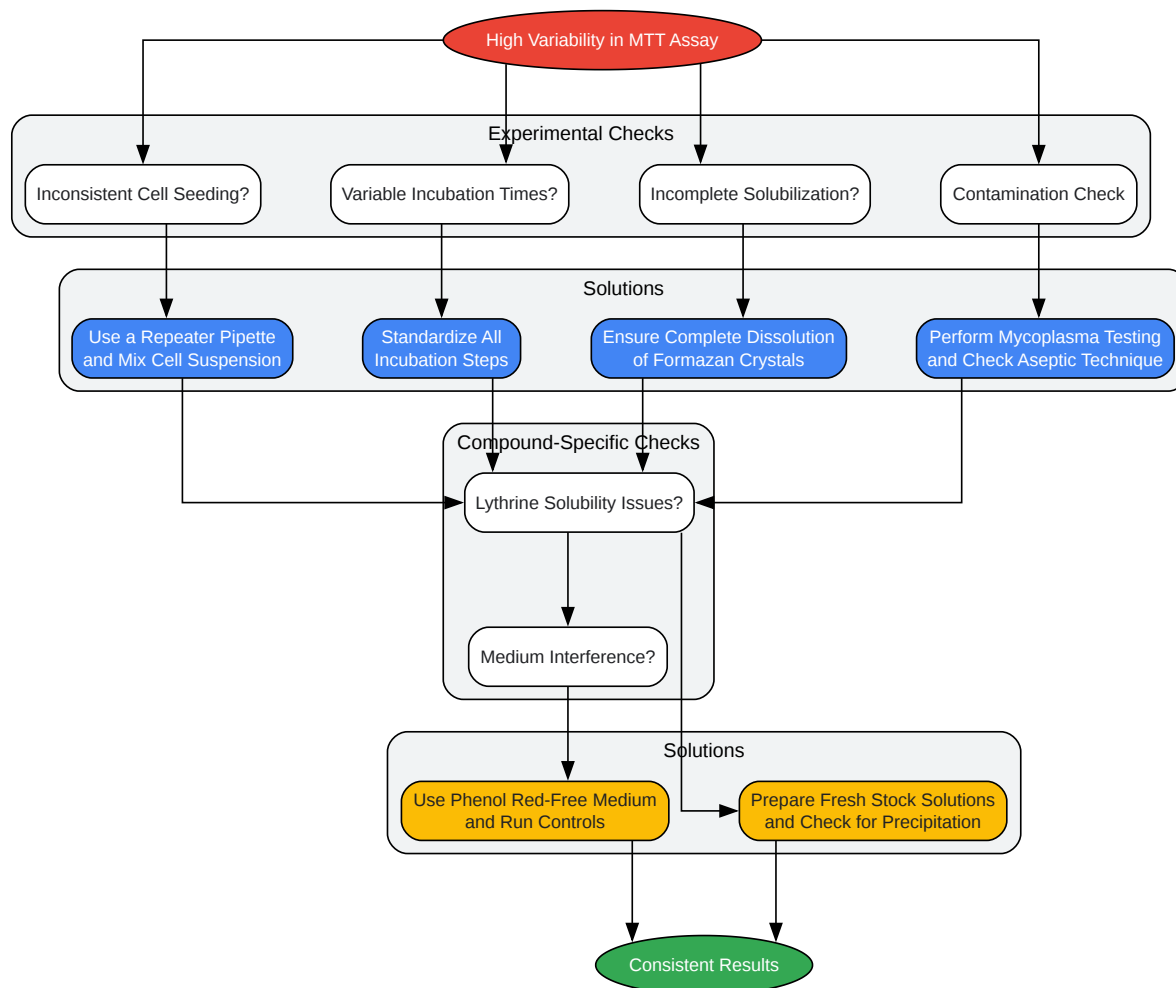 High Variability in MTT Assay
Experimental Checks
Inconsistent Cell Seeding?
Variable Incubation Times?
Incomplete Solubilization?
Contamination Check
Solutions
Use a Repeater Pipette
and Mix Cell Suspension
Standardize All
Incubation Steps
Ensure Complete Dissolution
of Formazan Crystals
Perform Mycoplasma Testing
and Check Aseptic Technique
Compound-Specific Checks
Lythrine Solubility Issues?
Medium Interference?
Solutions
Use Phenol Red-Free Medium
and Run Controls
Prepare Fresh Stock Solutions
and Check for Precipitation
Consistent Results